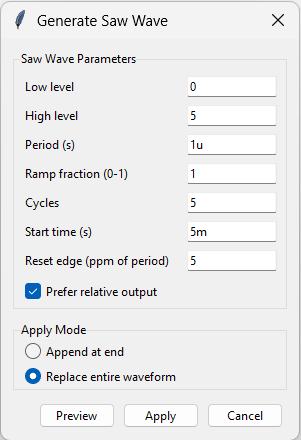 Generate Saw Wave
Saw Wave Parameters
Low level 0
High level 5
Period (s) 1u
Ramp fraction (0-1) 1
Cycles 5
Start time (s) 5m
Reset edge (ppm of period) 5
Prefer relative output
Apply Mode
Append at end
Replace entire waveform
Preview Apply Cancel